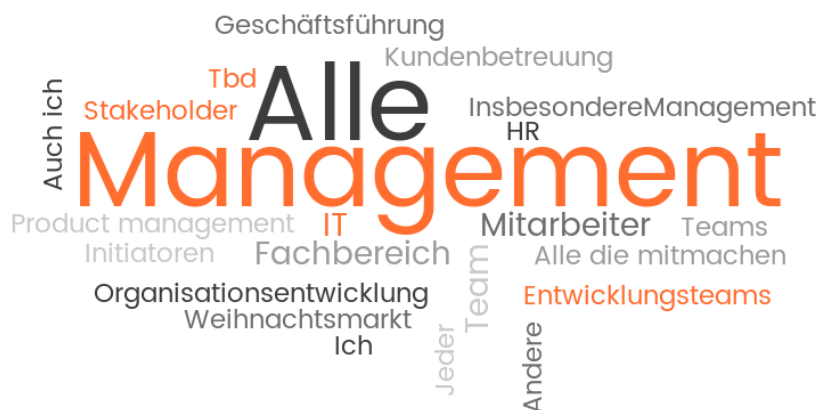 Geschäftsführung
Kundenbetreuung
Tbd
Alle
Auch ich
Stakeholder
InsbesondereManagement
HR
Management
Product management
IT
Mitarbeiter
Teams
Initiatoren
Fachbereich
Team
Alle die mitmachen
Organisationsentwicklung
Entwicklungsteams
Weihnachtsmarkt
Ich
Jeder
Andere